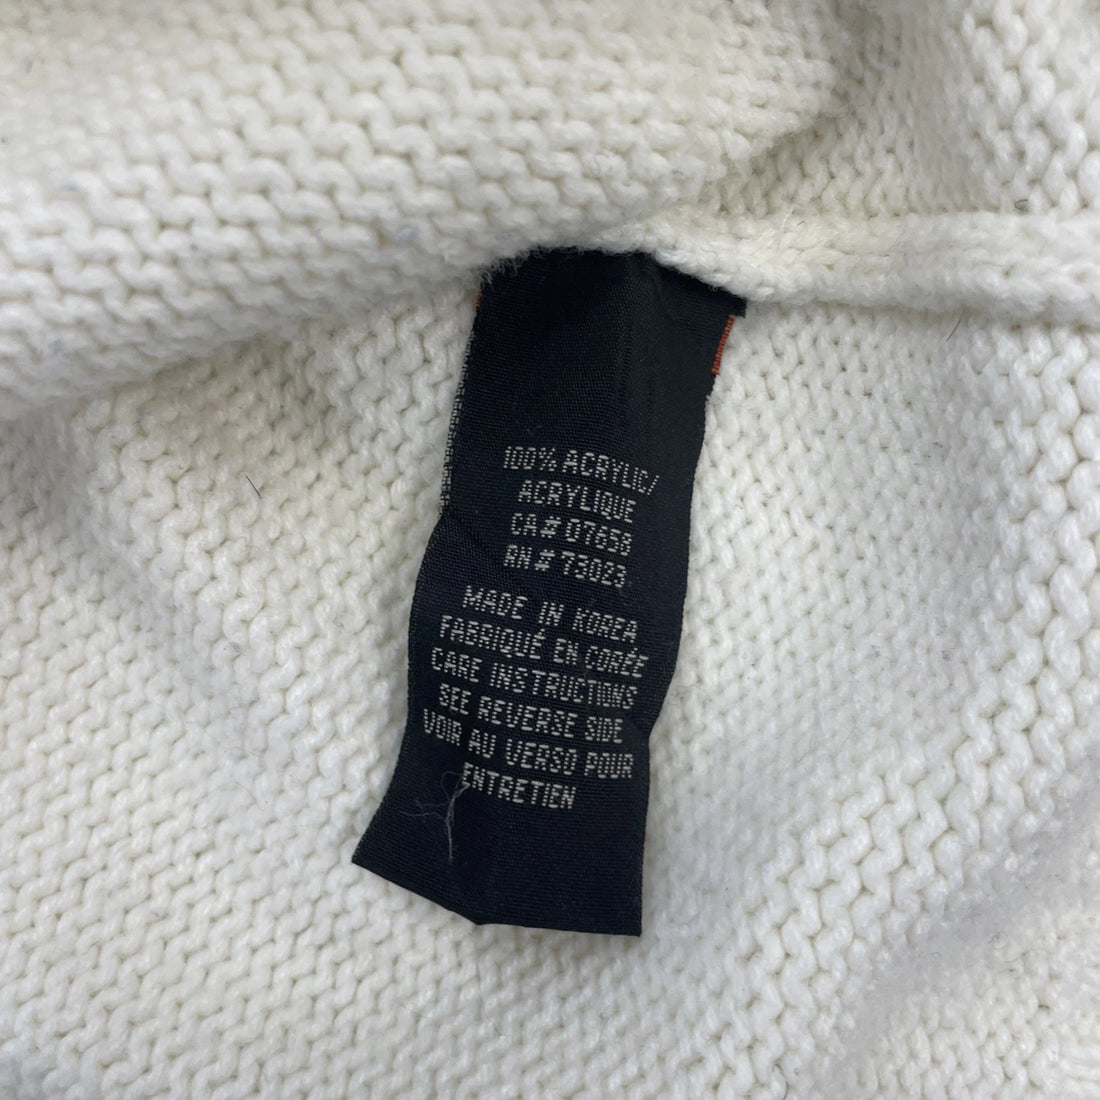 100% ACRYLIC/
ACRYLIQUE
CA# 07658
RN# 73023
MADE IN KOREA
FABRIQUÉ EN CORÉE
CARE INSTRUCTIONS
SEE REVERSE SIDE
VOIR AU VERSO POUR
ENTRETIEN